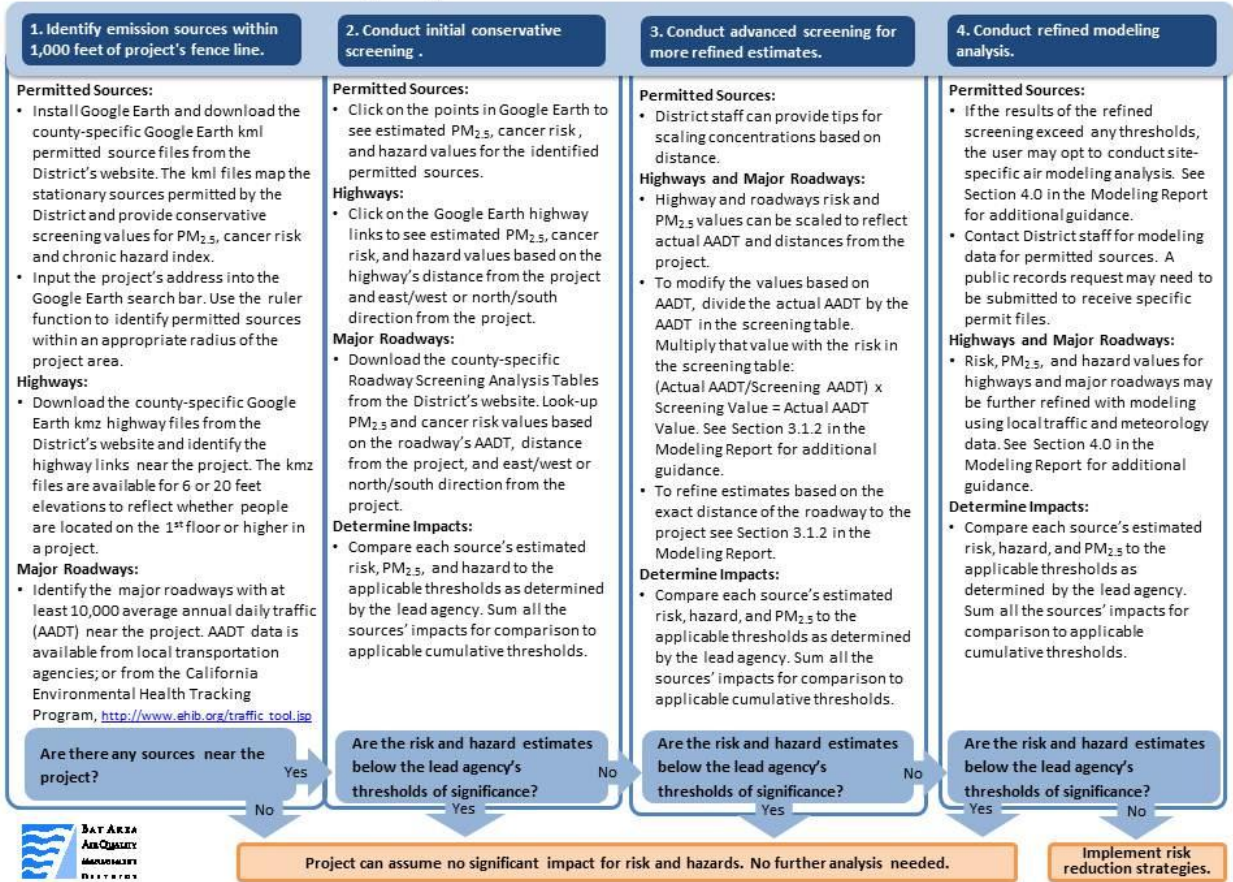 1. Identify emission sources within
1,000 feet of project's fence line.
Permitted Sources:
• Install Google Earth and download the
county-specific Google Earth kml
permitted source files from the
District's website. The kml files map the
stationary sources permitted by the
District and provide conservative
screening values for PM2.5, cancer risk
and chronic hazard index.
• Input the project's address into the
Google Earth search bar. Use the ruler
function to identify permitted sources
within an appropriate radius of the
project area.
Highways:
• Download the county-specific Google
Earth kmz highway files from the
District's website and identify the
highway links near the project. The kmz
files are available for 6 or 20 feet
elevations to reflect whether people
are located on the 1st floor or higher in
a project.
Major Roadways:
• Identify the major roadways with at
least 10,000 average annual daily traffic
(AADT) near the project. AADT data is
available from local transportation
agencies; or from the California
Environmental Health Tracking
Program, http://www.ehib.org/traffic_tool.jsp
Are there any sources near the
project?
Yes
No
2. Conduct initial conservative
screening .
Permitted Sources:
• Click on the points in Google Earth to
see estimated PM2.5, cancer risk ,
and hazard values for the identified
permitted sources.
Highways:
• Click on the Google Earth highway
links to see estimated PM2.5, cancer
risk, and hazard values based on the
highway's distance from the project
and east/west or north/south
direction from the project.
Major Roadways:
• Download the county-specific
Roadway Screening Analysis Tables
from the District's website. Look-up
PM2.5 and cancer risk values based
on the roadway's AADT, distance
from the project, and east/west or
north/south direction from the
project.
Determine Impacts:
• Compare each source's estimated
risk, PM2.5, and hazard to the
applicable thresholds as determined
by the lead agency. Sum all the
sources' impacts for comparison to
applicable cumulative thresholds.
Are the risk and hazard estimates
below the lead agency's
thresholds of significance?
No
Yes
3. Conduct advanced screening for
more refined estimates.
Permitted Sources:
• District staff can provide tips for
scaling concentrations based on
distance.
Highways and Major Roadways:
• Highway and roadways risk and
PM2.5 values can be scaled to reflect
actual AADT and distances from the
project.
• To modify the values based on
AADT, divide the actual AADT by the
AADT in the screening table.
Multiply that value with the risk in
the screening table:
(Actual AADT/Screening AADT) x
Screening Value = Actual AADT
Value. See Section 3.1.2 in the
Modeling Report for additional
guidance.
• To refine estimates based on the
exact distance of the roadway to the
project see Section 3.1.2 in the
Modeling Report.
Determine Impacts:
• Compare each source's estimated
risk, hazard, and PM2.5 to the
applicable thresholds as determined
by the lead agency. Sum all the
sources' impacts for comparison to
applicable cumulative thresholds.
Are the risk and hazard estimates
below the lead agency's
thresholds of significance?
No
Yes
4. Conduct refined modeling
analysis.
Permitted Sources:
• If the results of the refined
screening exceed any thresholds,
the user may opt to conduct site-
specific air modeling analysis. See
Section 4.0 in the Modeling Report
for additional guidance.
• Contact District staff for modeling
data for permitted sources. A
public records request may need to
be submitted to receive specific
permit files.
Highways and Major Roadways:
• Risk, PM2.5, and hazard values for
highways and major roadways may
be further refined with modeling
using local traffic and meteorology
data. See Section 4.0 in the
Modeling Report for additional
guidance.
Determine Impacts:
• Compare each source's estimated
risk, hazard, and PM2.5 to the
applicable thresholds as
determined by the lead agency.
Sum all the sources' impacts for
comparison to applicable
cumulative thresholds.
Are the risk and hazard estimates
below the lead agency's
thresholds of significance?
Yes
No
BAY AREA
AIR QUALITY
MANAGEMENT
DISTRICT
Project can assume no significant impact for risk and hazards. No further analysis needed.
Implement risk
reduction strategies.